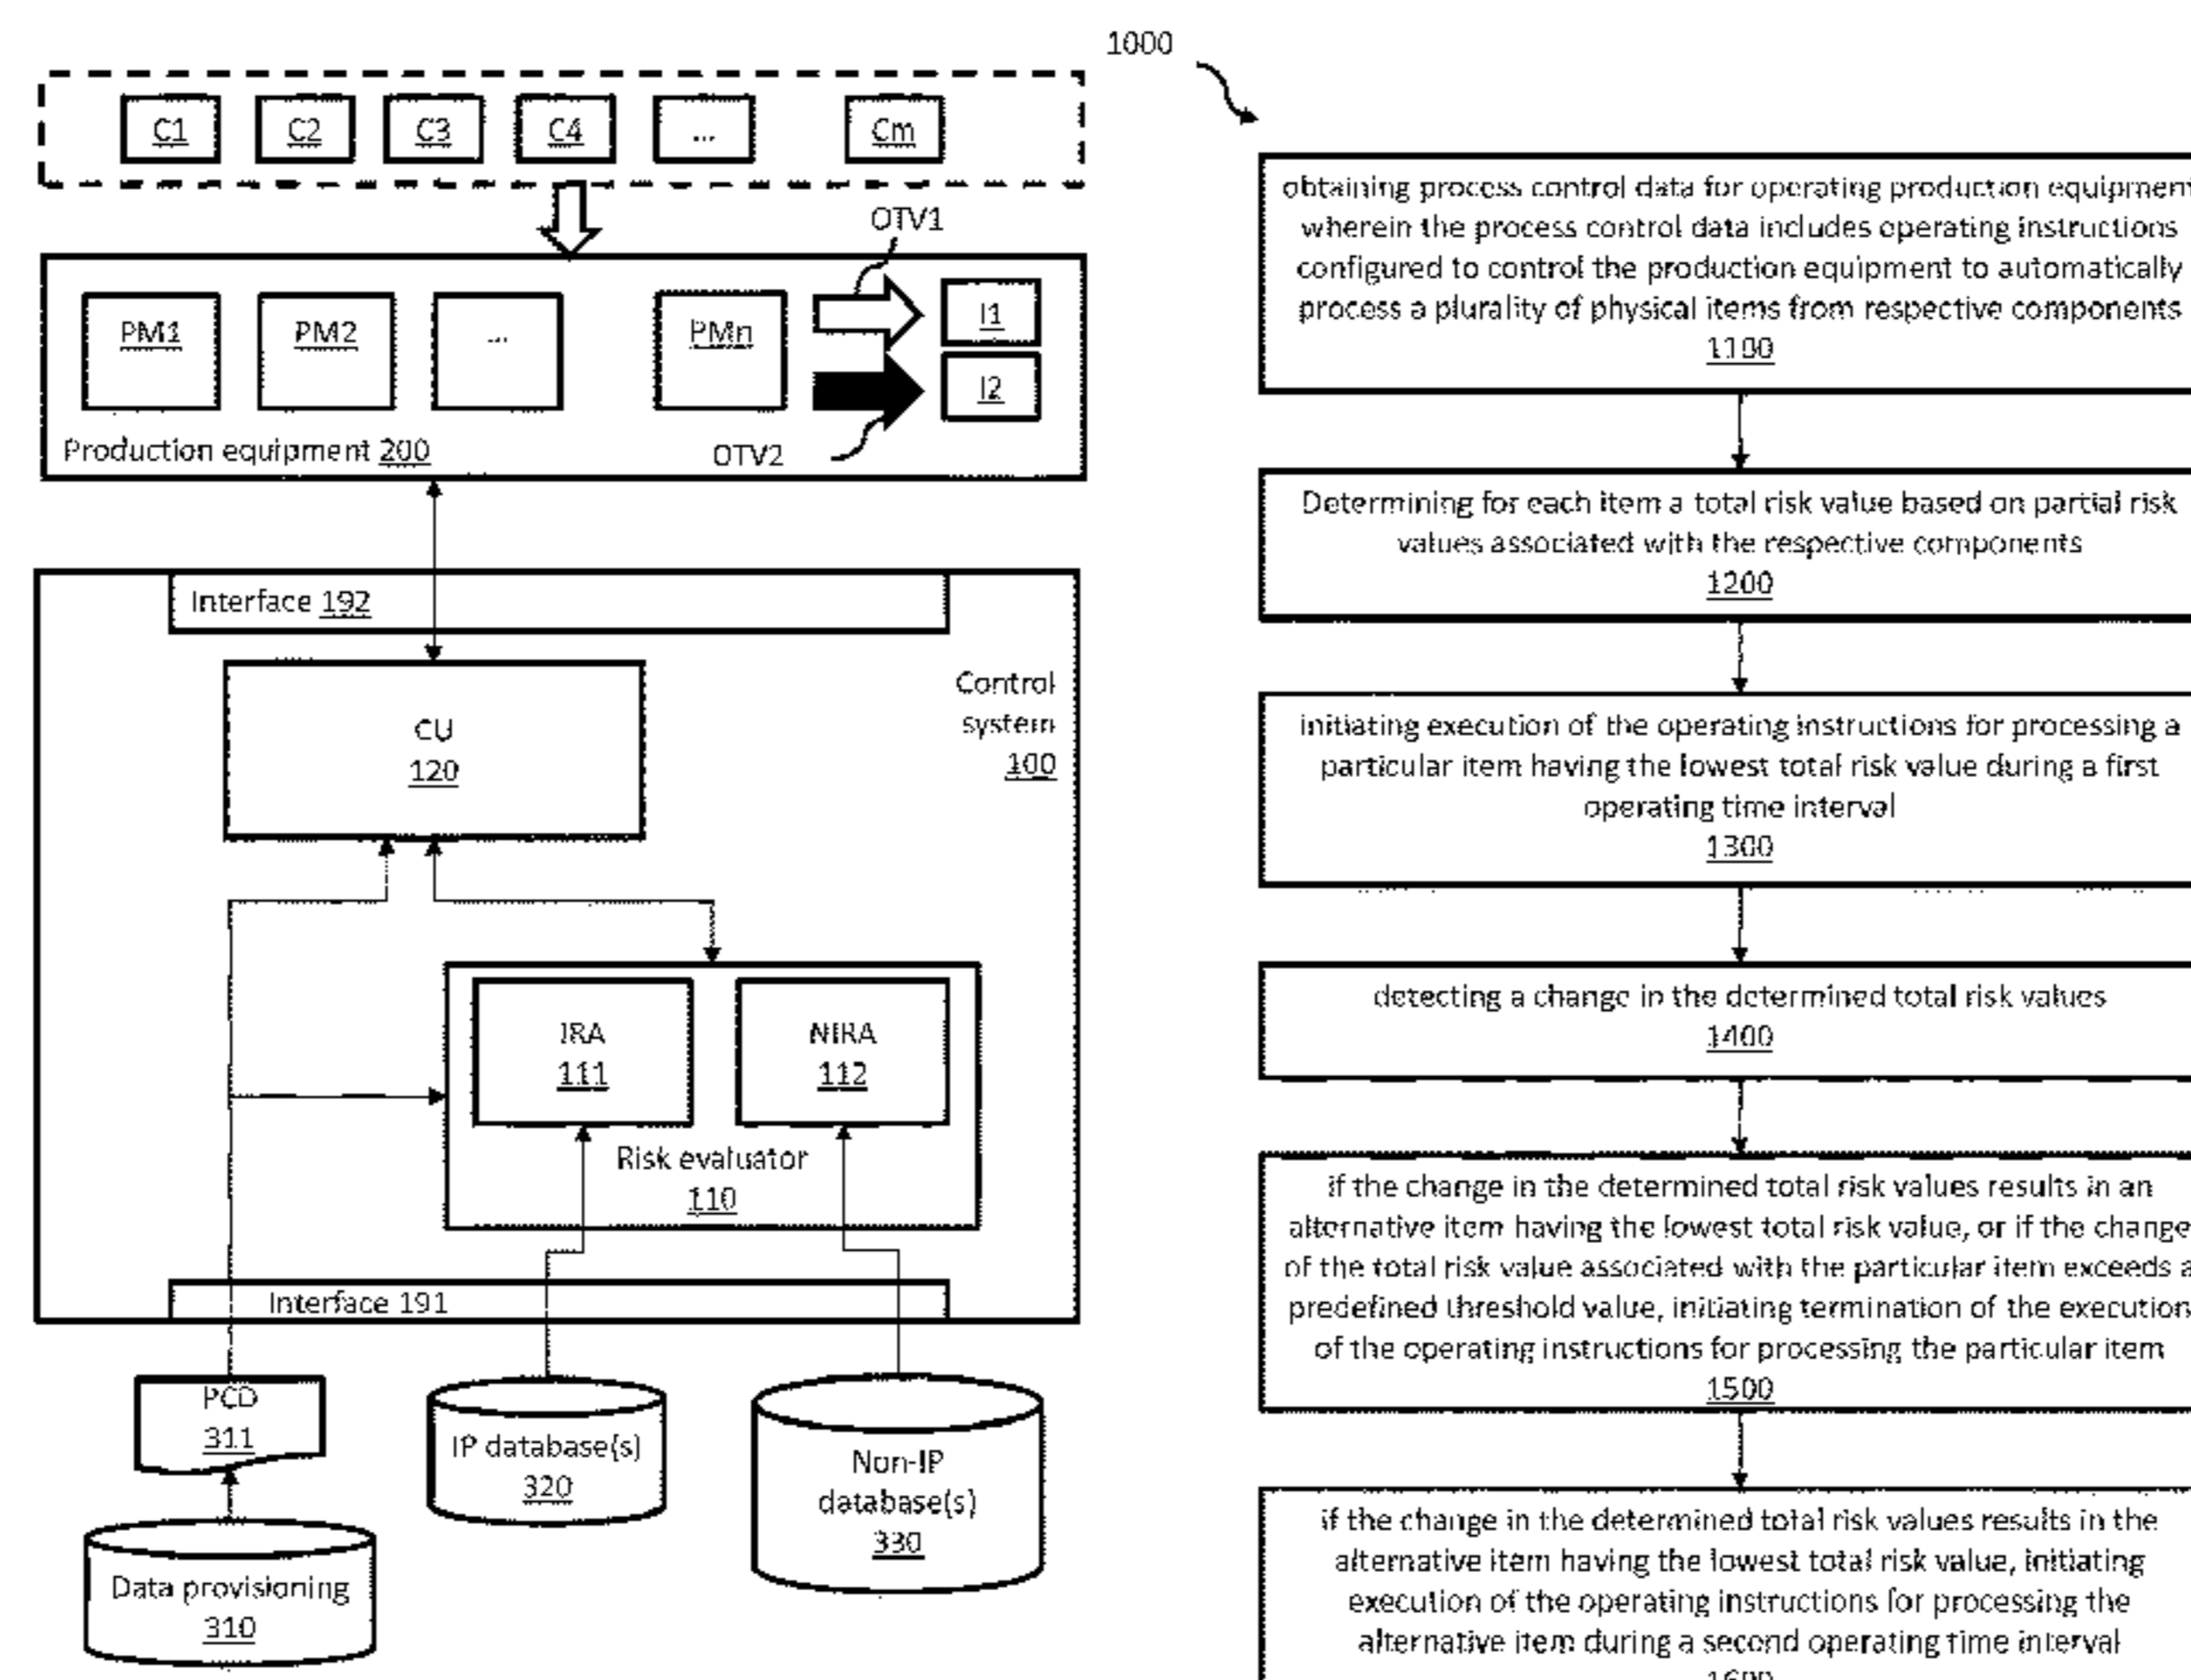 1000
C1 C2 C3 C4 ... Cm
OTV1
PM1 PM2 ... PMn I1
I2
Production equipment 200
OTV2
Interface 192
Control
system
100
CU
120
IRA
111
NIRA
112
Risk evaluator
110
Interface 191
PCD
311
IP database(s)
320
Non-IP
database(s)
330
Data provisioning
310
obtaining process control data for operating production equipment
wherein the process control data includes operating instructions
configured to control the production equipment to automatically
process a plurality of physical items from respective components
1100
Determining for each item a total risk value based on partial risk
values associated with the respective components
1200
initiating execution of the operating instructions for processing a
particular item having the lowest total risk value during a first
operating time interval
1300
detecting a change in the determined total risk values
1400
if the change in the determined total risk values results in an
alternative item having the lowest total risk value, or if the change
of the total risk value associated with the particular item exceeds a
predefined threshold value, initiating termination of the execution
of the operating instructions for processing the particular item
1500
if the change in the determined total risk values results in the
alternative item having the lowest total risk value, initiating
execution of the operating instructions for processing the
alternative item during a second operating time interval